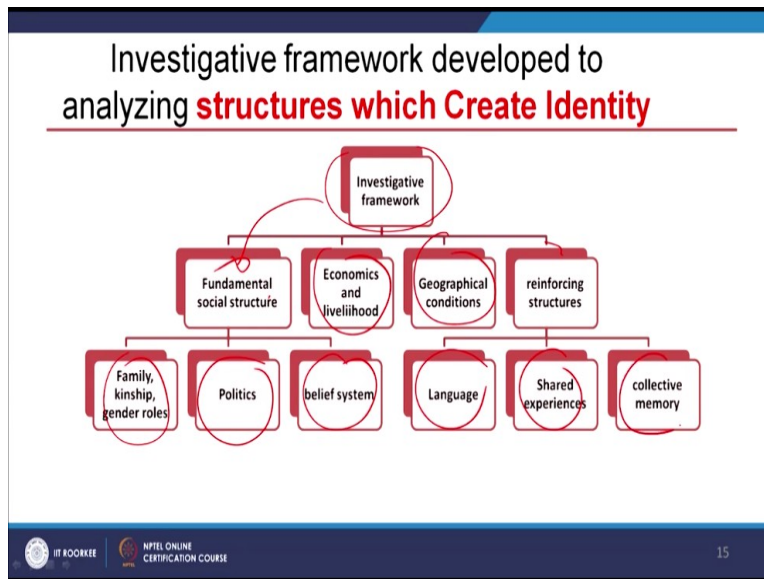 Investigative framework developed to
analyzing structures which Create Identity
Investigative
framework
Fundamental
social structure
Economics
and
liveliihood
Geographical
conditions
reinforcing
structures
Family,
kinship,
gender roles
Politics
belief system
Language
Shared
experiences
collective
memory
IT ROORKEE
NPTEL ONLINE
CERTIFICATION COURSE
15